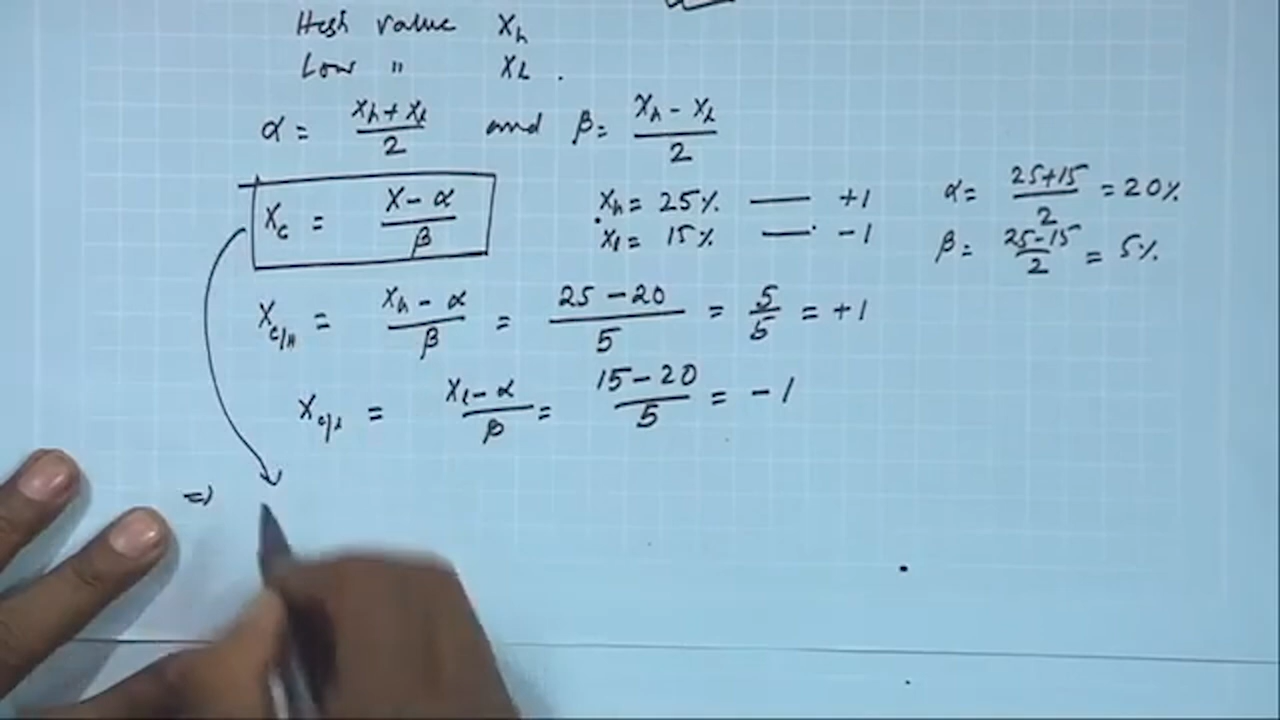 High value Xh
Low " XL .
α = (xh + xl)/2 and β = (xh - xl)/2
Xc = (X - α)/β
xh = 25% — +1
xl = 15% — -1
α = (25+15)/2 = 20%
β = (25-15)/2 = 5%
Xc/H = (xh - α)/β = (25 - 20)/5 = 5/5 = +1
Xc/L = (xl - α)/β = (15 - 20)/5 = -1
⇒